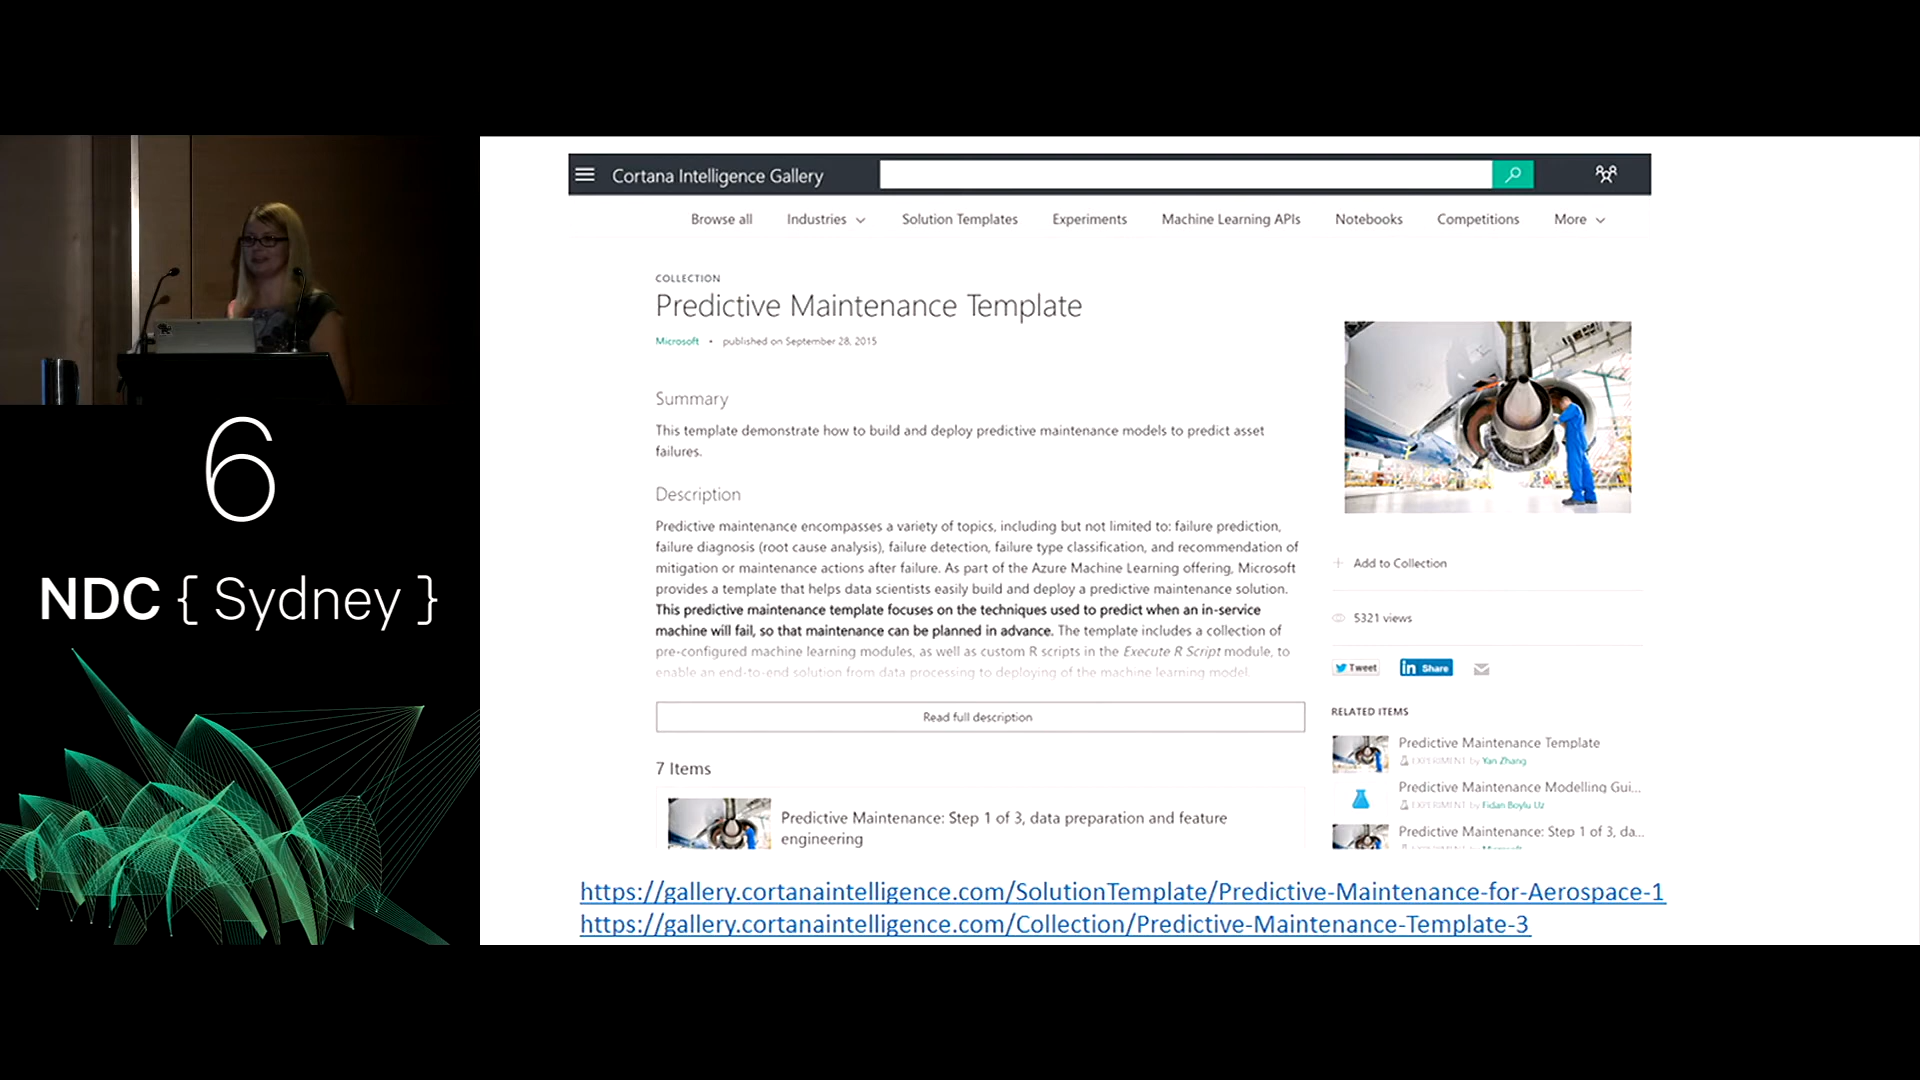 Cortana Intelligence Gallery
Browse all Industries Solution Templates Experiments Machine Learning APIs Notebooks Competitions More
COLLECTION
Predictive Maintenance Template
Microsoft • published on September 28, 2015
Summary
This template demonstrate how to build and deploy predictive maintenance models to predict asset
failures.
Description
Predictive maintenance encompasses a variety of topics, including but not limited to: failure prediction,
failure diagnosis (root cause analysis), failure detection, failure type classification, and recommendation of
mitigation or maintenance actions after failure. As part of the Azure Machine Learning offering, Microsoft
provides a template that helps data scientists easily build and deploy a predictive maintenance solution.
This predictive maintenance template focuses on the techniques used to predict when an in-service
machine will fail, so that maintenance can be planned in advance. The template includes a collection of
pre-configured machine learning modules, as well as custom R scripts in the Execute R Script module, to
enable an end-to-end solution from data processing to deploying of the machine learning model.
Read full description
7 Items
Predictive Maintenance: Step 1 of 3, data preparation and feature
engineering
Add to Collection
5321 views
Tweet
in Share
RELATED ITEMS
Predictive Maintenance Template
EXPERIMENT by Yan Zhang
Predictive Maintenance Modelling Gui...
EXPERIMENT by Fidan Boylu Uz
Predictive Maintenance: Step 1 of 3, da...
https://gallery.cortanaintelligence.com/SolutionTemplate/Predictive-Maintenance-for-Aerospace-1
https://gallery.cortanaintelligence.com/Collection/Predictive-Maintenance-Template-3
6
NDC { Sydney }